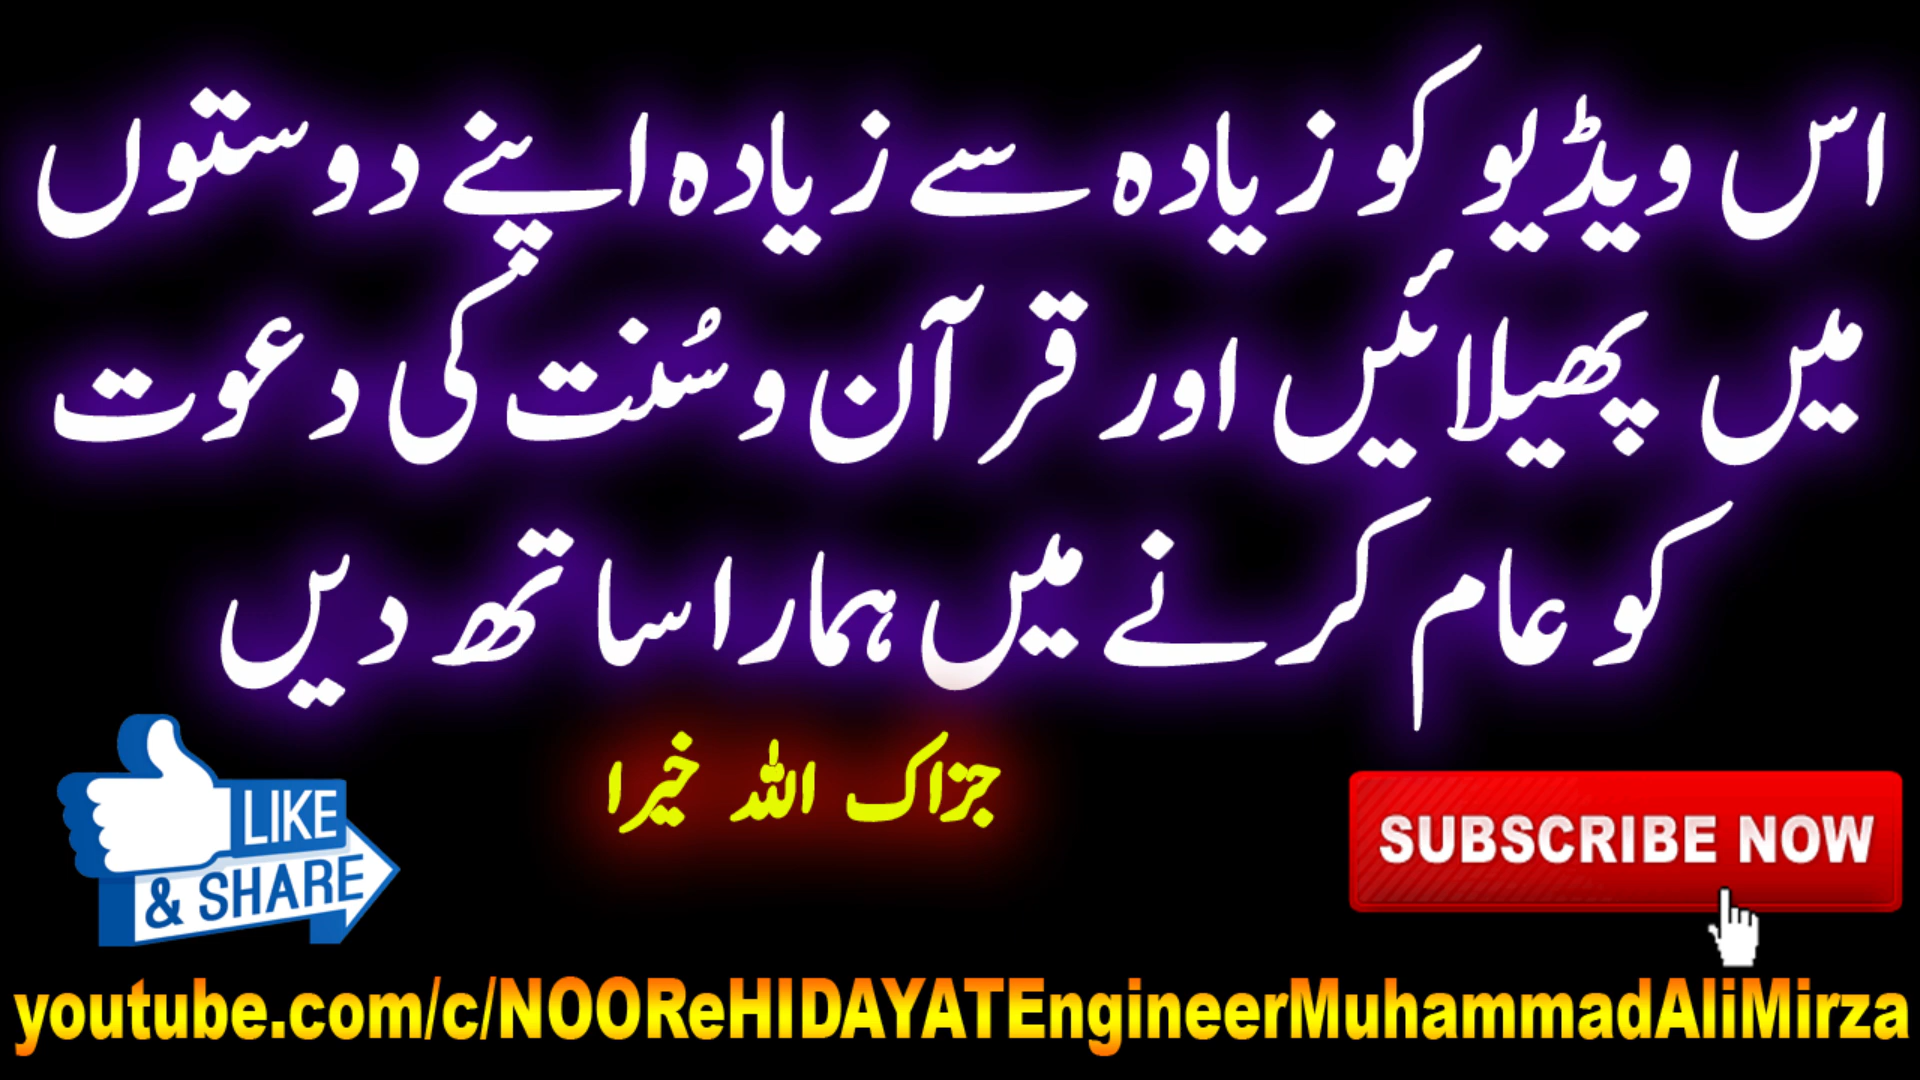 اس ویڈیو کو زیادہ سے زیادہ اپنے دوستوں
میں پھیلائیں اور قرآن و سُنت کی دعوت
کو عام کرنے میں ہمارا ساتھ دیں
جزاک اللہ خیرا
LIKE
& SHARE
SUBSCRIBE NOW
youtube.com/c/NOOReHIDAYATEngineerMuhammadAliMirza